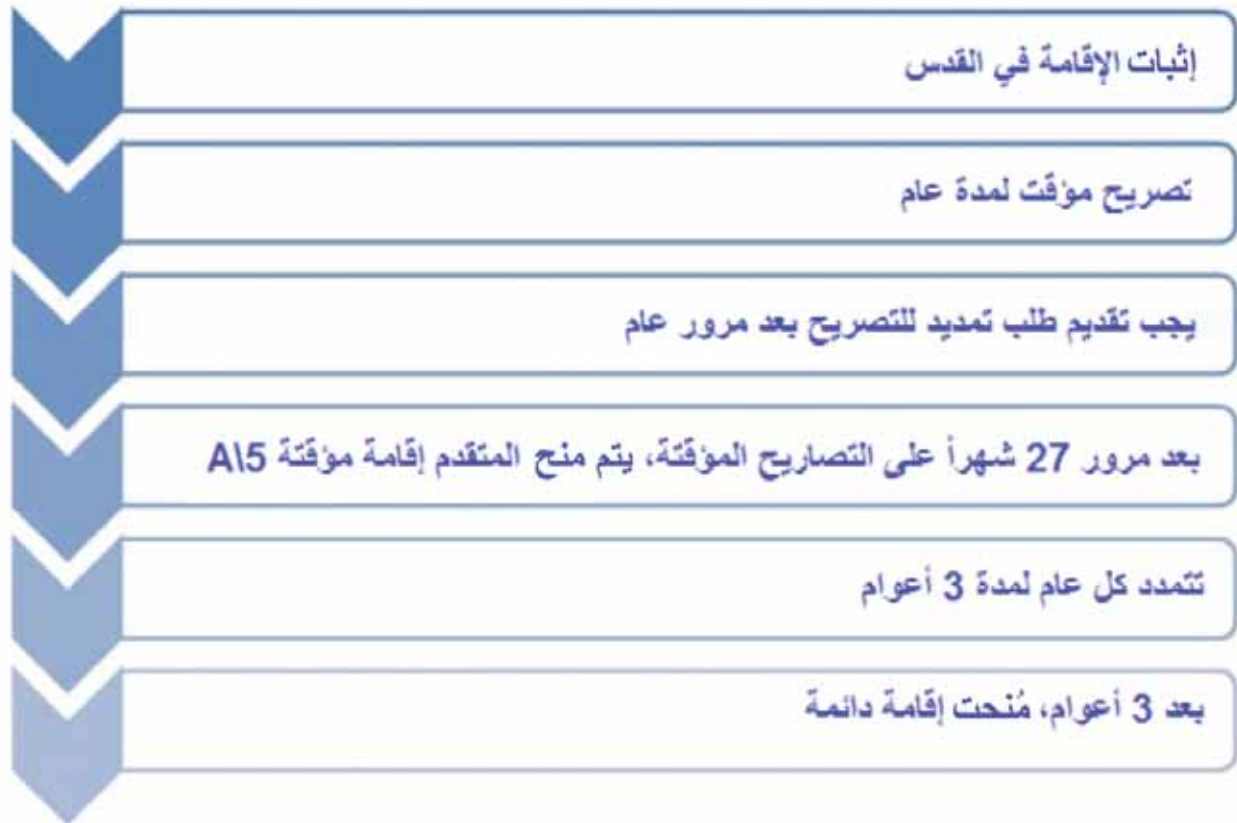 إثبات الإقامة في القدس
تصريح مؤقت لمدة عام
يجب تقديم طلب تمديد للتصريح بعد مرور عام
بعد مرور 27 شهراً على التصاريح المؤقتة، يتم منح المتقدم إقامة مؤقتة A\5
تتمدد كل عام لمدة 3 أعوام
بعد 3 أعوام، مُنحت إقامة دائمة